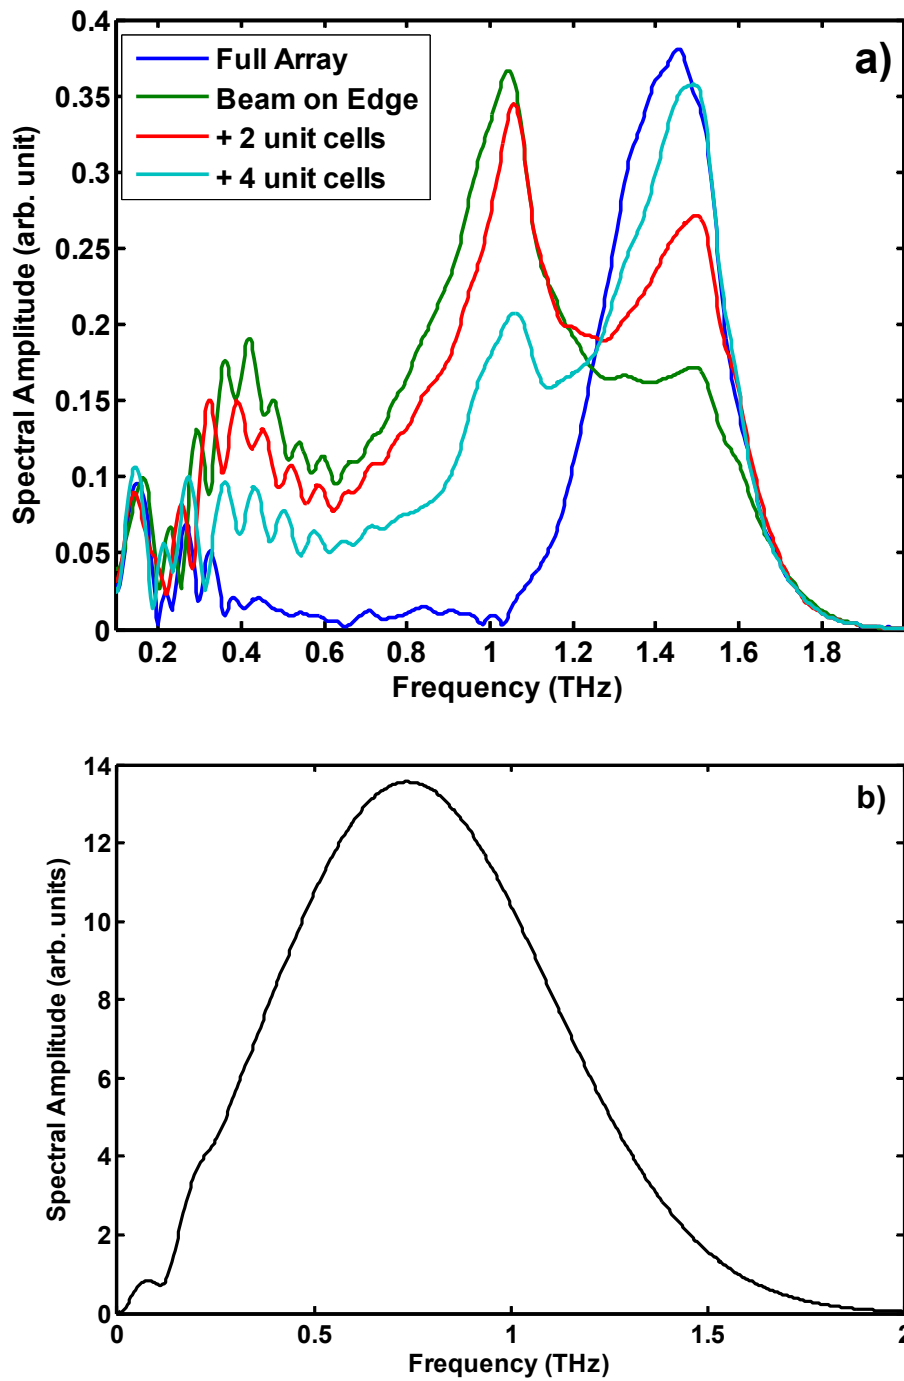 a)
Full Array
Beam on Edge
+ 2 unit cells
+ 4 unit cells
Spectral Amplitude (arb. unit)
0.4
0.35
0.3
0.25
0.2
0.15
0.1
0.05
0
0.2 0.4 0.6 0.8 1 1.2 1.4 1.6 1.8
Frequency (THz)
b)
Spectral Amplitude (arb. units)
14
12
10
8
6
4
2
0
0 0.5 1 1.5 2
Frequency (THz)